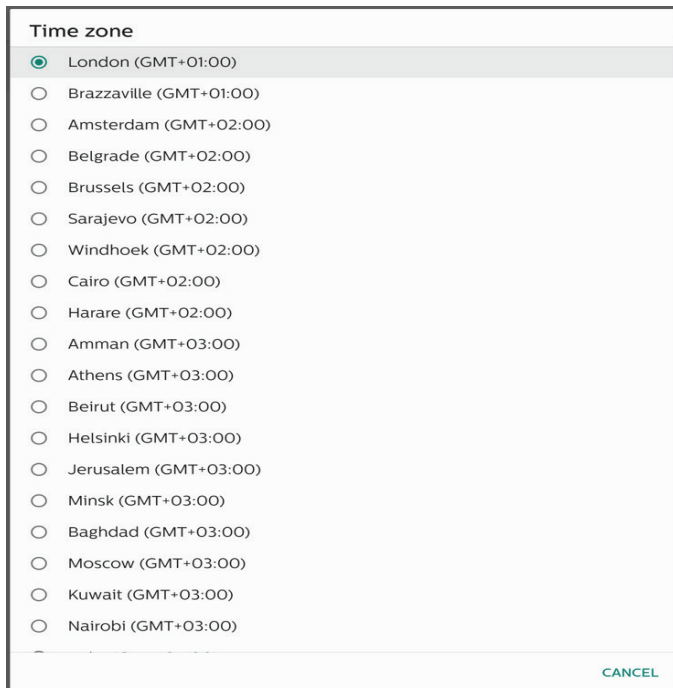 Time zone
London (GMT+01:00)
Brazzaville (GMT+01:00)
Amsterdam (GMT+02:00)
Belgrade (GMT+02:00)
Brussels (GMT+02:00)
Sarajevo (GMT+02:00)
Windhoek (GMT+02:00)
Cairo (GMT+02:00)
Harare (GMT+02:00)
Amman (GMT+03:00)
Athens (GMT+03:00)
Beirut (GMT+03:00)
Helsinki (GMT+03:00)
Jerusalem (GMT+03:00)
Minsk (GMT+03:00)
Baghdad (GMT+03:00)
Moscow (GMT+03:00)
Kuwait (GMT+03:00)
Nairobi (GMT+03:00)
CANCEL